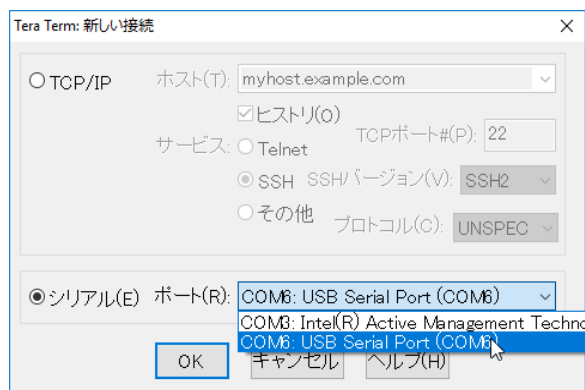 Tera Term: 新しい接続
TCP/IP ホスト(T): myhost.example.com
ヒストリ(O)
サービス: Telnet TCPポート#(P): 22
SSH SSHバージョン(V): SSH2
その他 プロトコル(C): UNSPEC
シリアル(E) ポート(R): COM6: USB Serial Port (COM6)
COM3: Intel(R) Active Management Techno
COM6: USB Serial Port (COM6)
OK キャンセル ヘルプ(H)